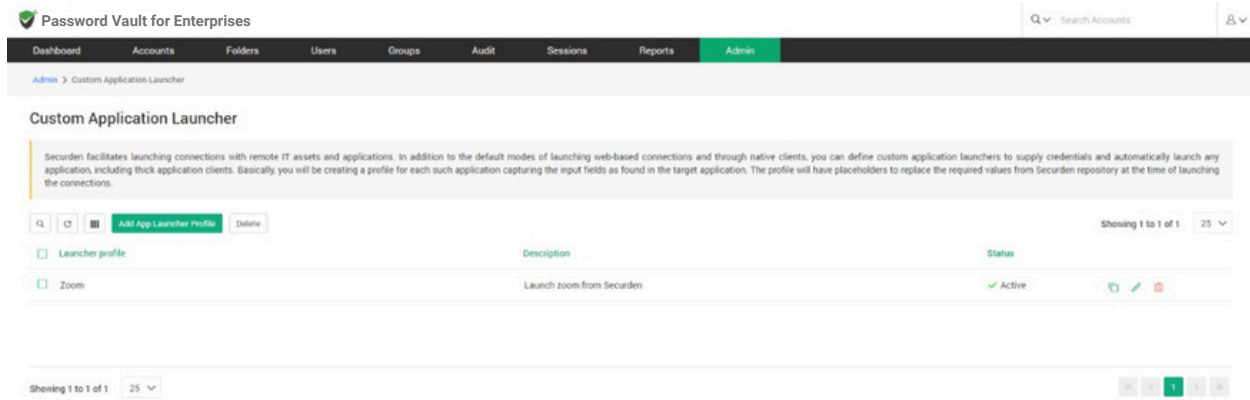 Password Vault for Enterprises
Search Accounts
Dashboard Accounts Folders Users Groups Audit Sessions Reports Admin
Admin > Custom Application Launcher
Custom Application Launcher
Securden facilitates launching connections with remote IT assets and applications. In addition to the default modes of launching web-based connections and through native clients, you can define custom application launchers to supply credentials and automatically launch any
application, including thick application clients. Basically, you will be creating a profile for each such application capturing the input fields as found in the target application. The profile will have placeholders to replace the required values from Securden repository at the time of launching
the connections.
Add App Launcher Profile Delete Showing 1 to 1 of 1 25
Launcher profile Description Status
Zoom Launch zoom from Securden Active
Showing 1 to 1 of 1 25 « < 1 > »